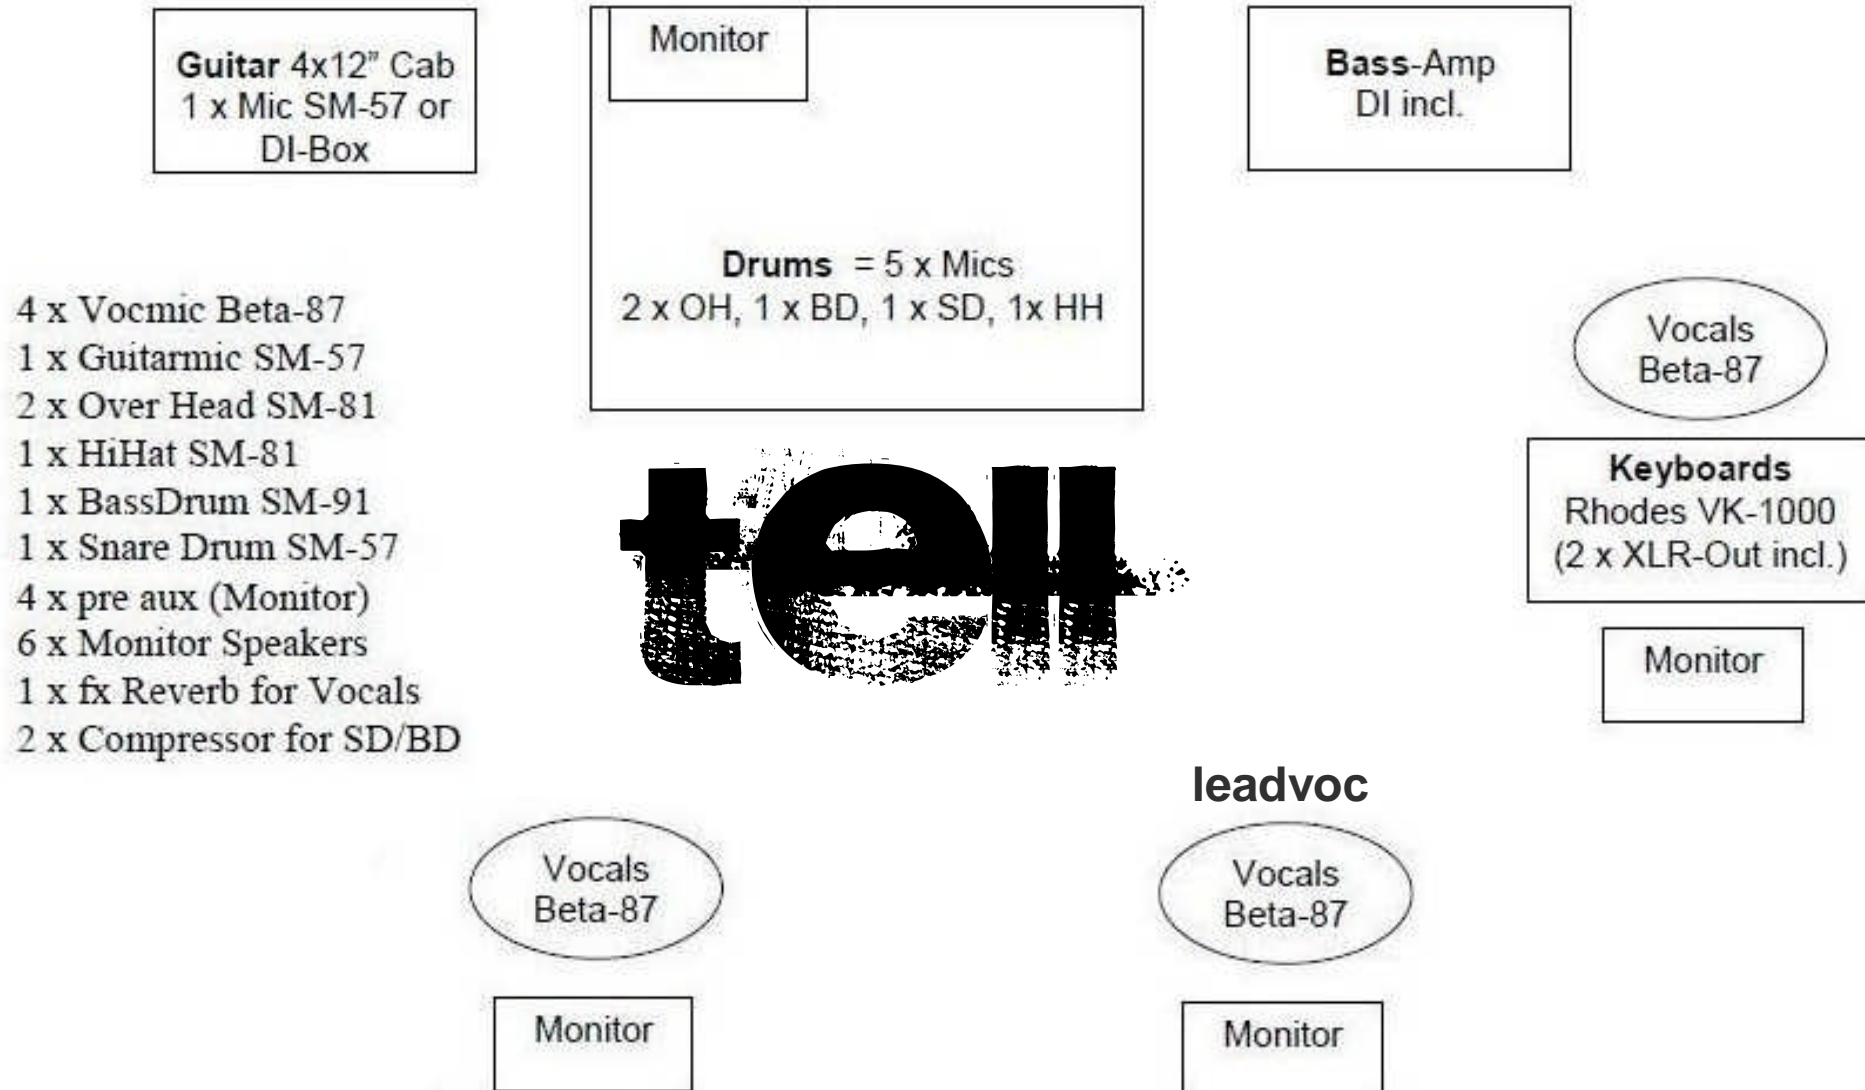 Guitar 4x12” Cab
1 x Mic SM-57 or
DI-Box
Monitor
Bass-Amp
DI incl.
Drums = 5 x Mics
2 x OH, 1 x BD, 1 x SD, 1x HH
4 x Vocmic Beta-87
1 x Guitarmic SM-57
2 x Over Head SM-81
1 x HiHat SM-81
1 x BassDrum SM-91
1 x Snare Drum SM-57
4 x pre aux (Monitor)
6 x Monitor Speakers
1 x fx Reverb for Vocals
2 x Compressor for SD/BD
tell
Vocals
Beta-87
Keyboards
Rhodes VK-1000
(2 x XLR-Out incl.)
Monitor
Vocals
Beta-87
Monitor
leadvoc
Vocals
Beta-87
Monitor